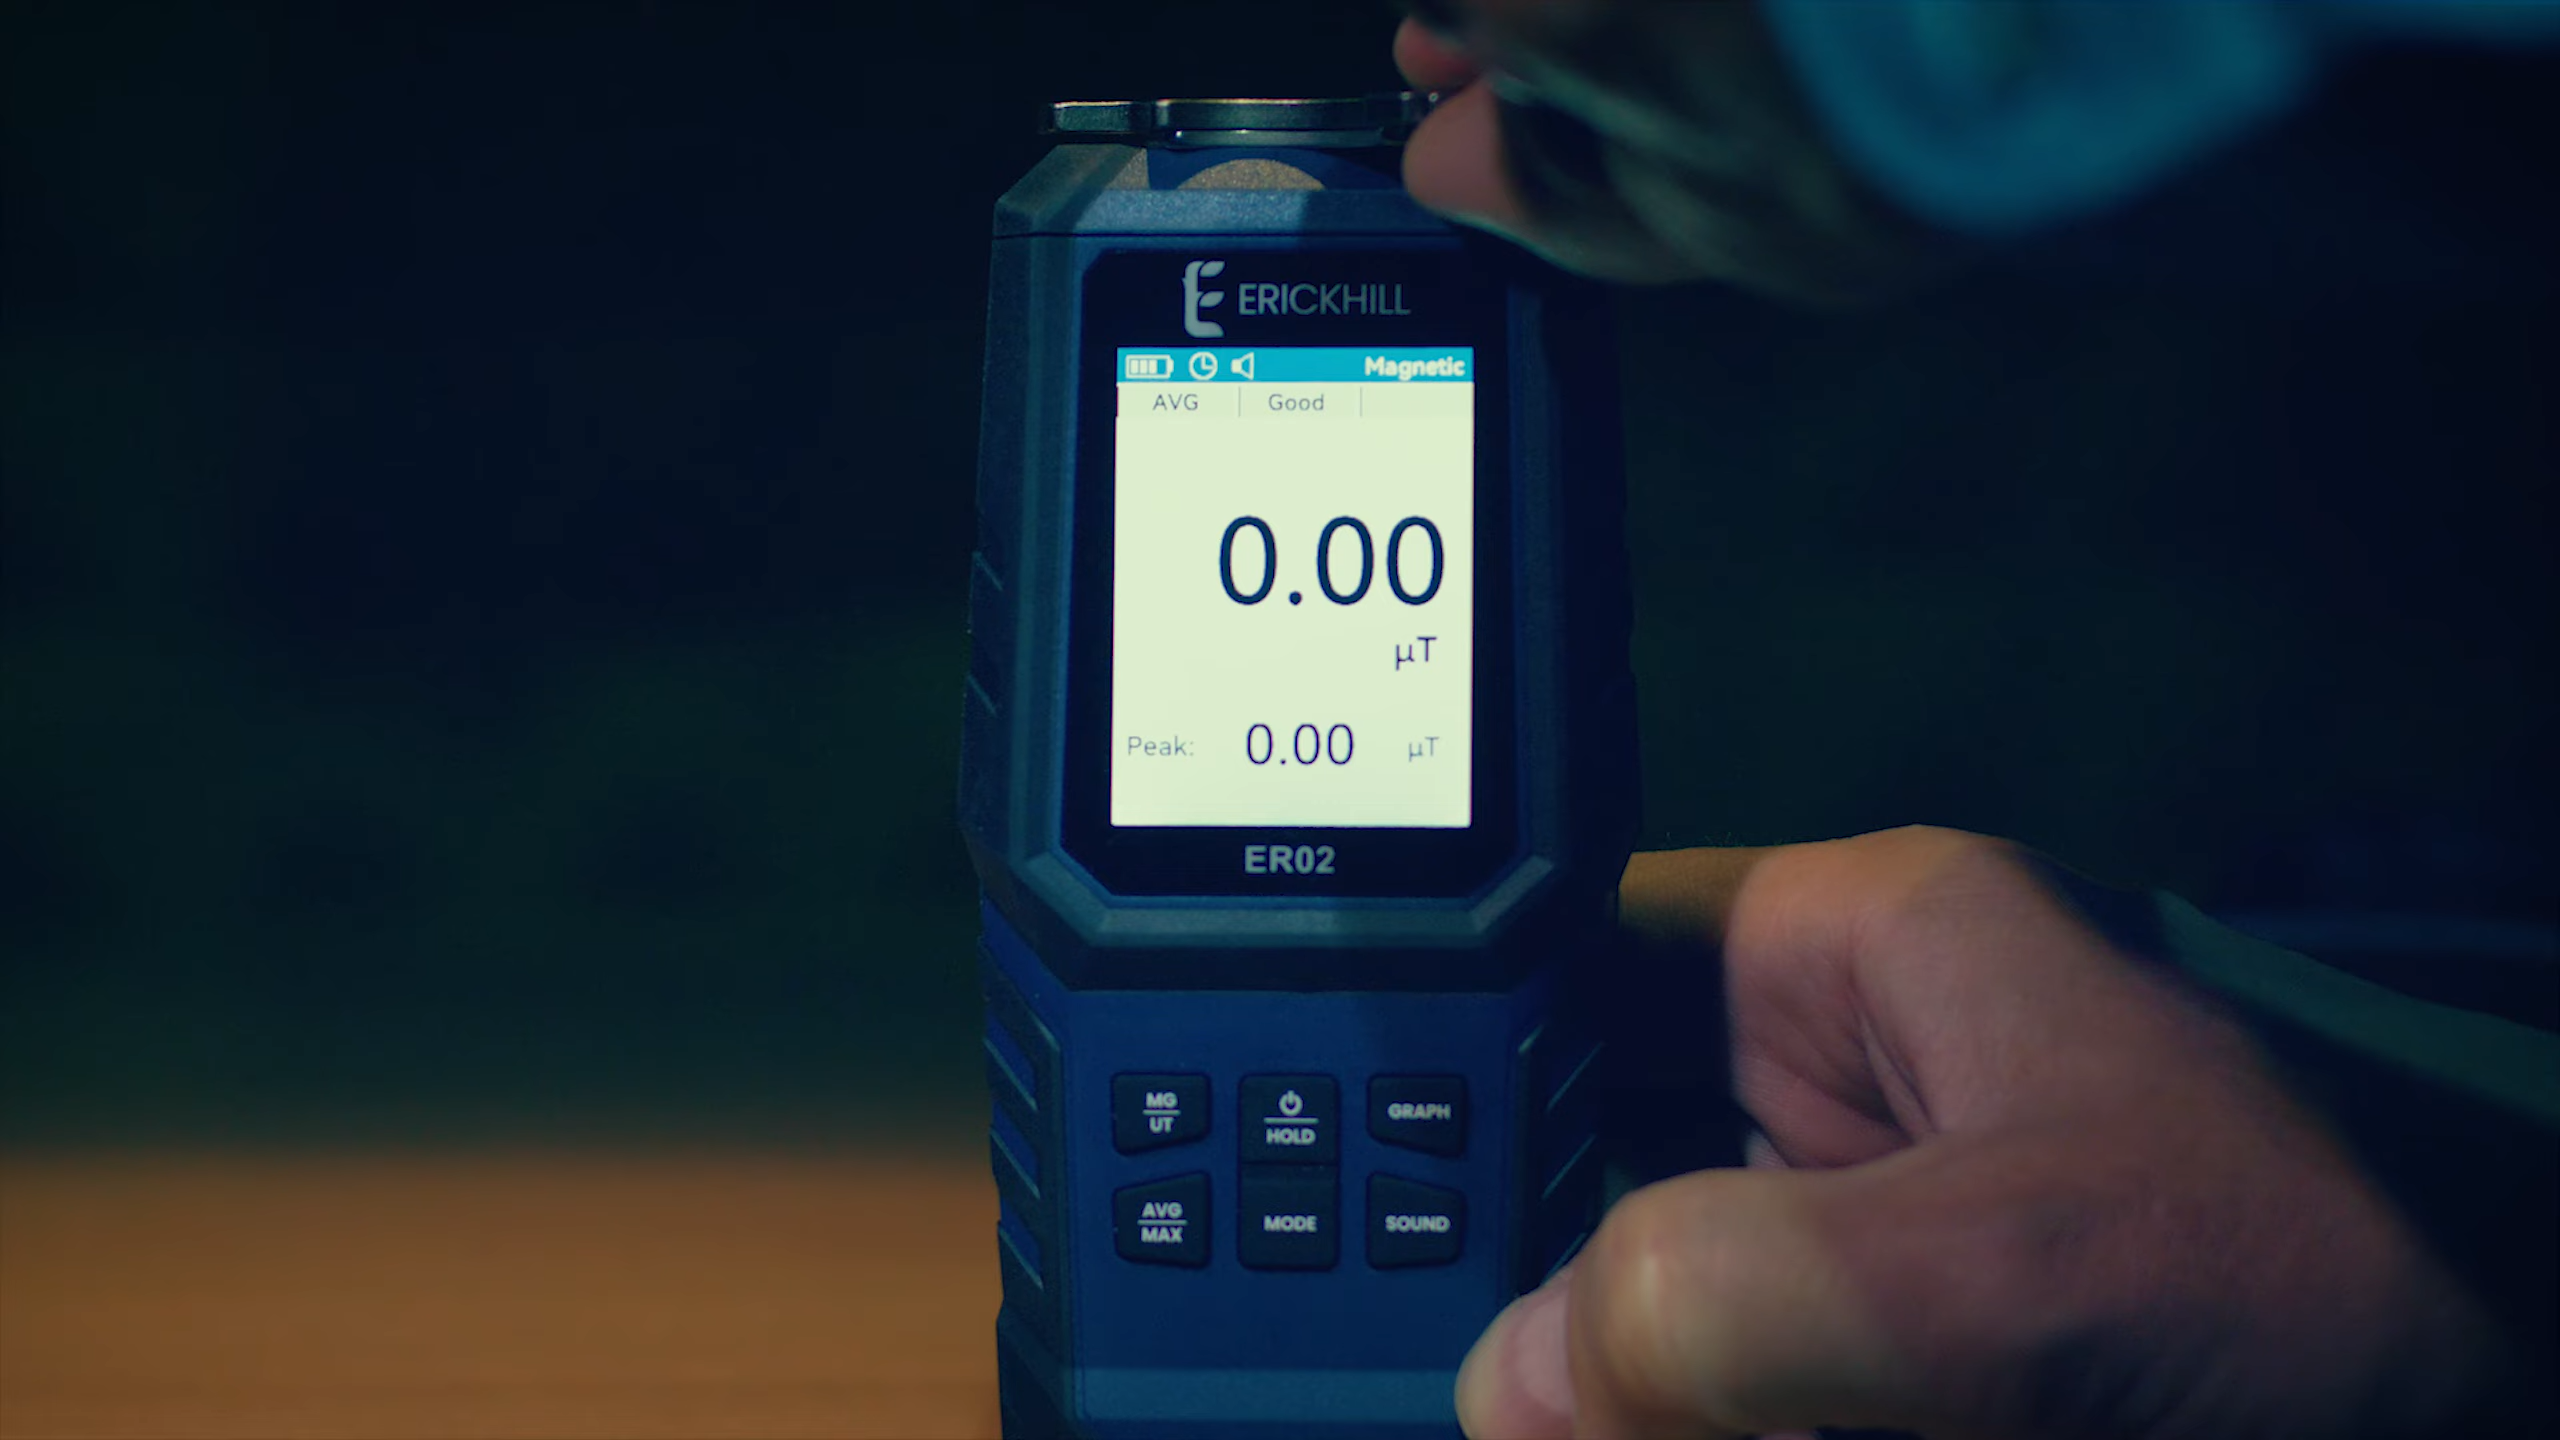 ERICKHILL
Magnetic
AVG Good
0.00
μT
Peak: 0.00 μT
ER02
MG
UT
HOLD
GRAPH
AVG
MAX
MODE
SOUND